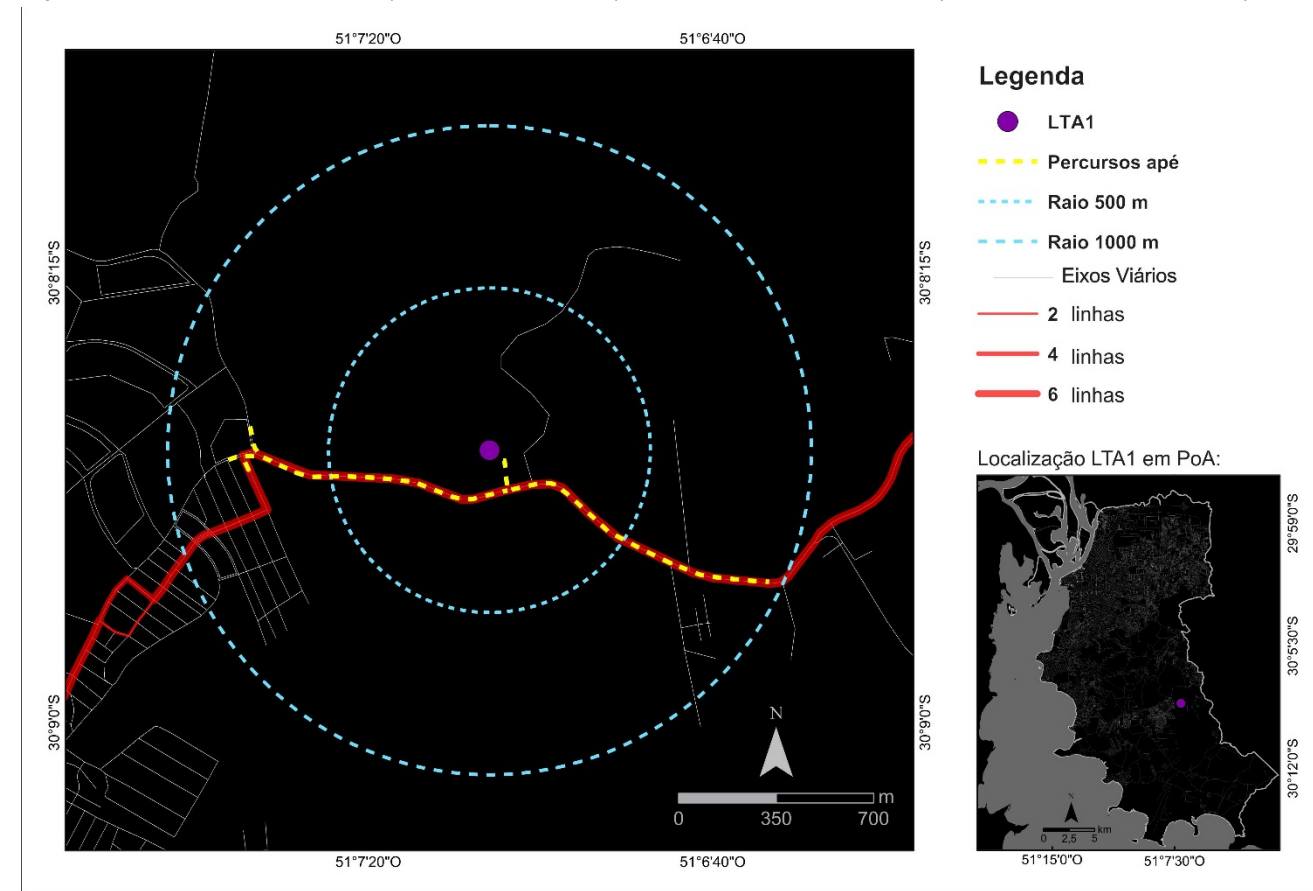 51°7'20"O
51°6'40"O
30°8'15"S
30°8'15"S
30°9'0"S
30°9'0"S
N
m
0
350
700
51°7'20"O
51°6'40"O
Legenda
LTA1
Percursos apé
Raio 500 m
Raio 1000 m
Eixos Viários
2 linhas
4 linhas
6 linhas
Localização LTA1 em PoA:
29°59'0"S
30°5'30"S
30°12'0"S
N
km
0 2,5 5
51°15'0"O
51°7'30"O